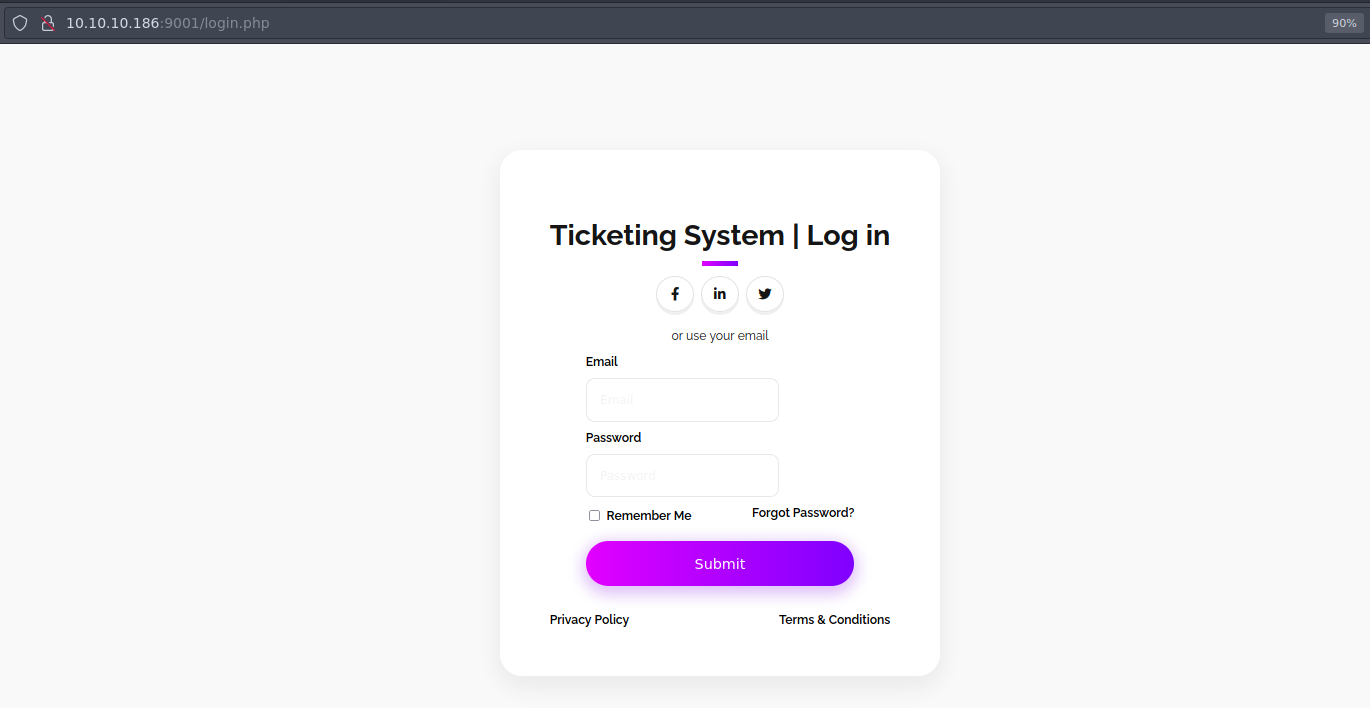 10.10.10.186:9001/login.php
90%
Ticketing System | Log in
or use your email
Email
Email
Password
Password
Remember Me
Forgot Password?
Submit
Privacy Policy
Terms & Conditions